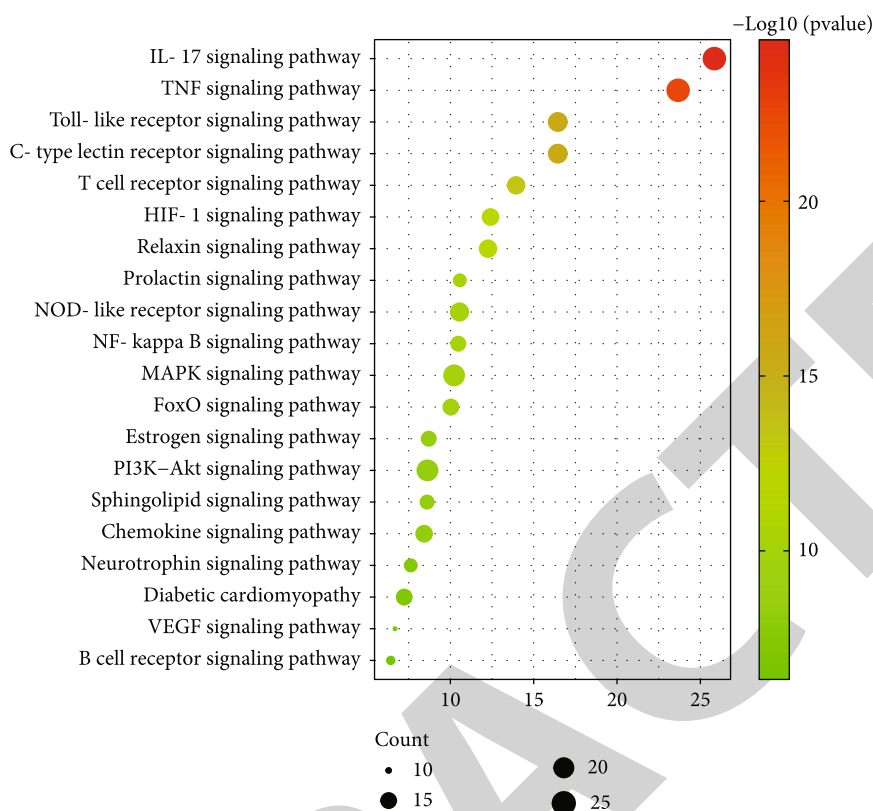 −Log10 (pvalue)
IL- 17 signaling pathway
TNF signaling pathway
Toll- like receptor signaling pathway
C- type lectin receptor signaling pathway
T cell receptor signaling pathway
HIF- 1 signaling pathway
Relaxin signaling pathway
Prolactin signaling pathway
NOD- like receptor signaling pathway
NF- kappa B signaling pathway
MAPK signaling pathway
FoxO signaling pathway
Estrogen signaling pathway
PI3K−Akt signaling pathway
Sphingolipid signaling pathway
Chemokine signaling pathway
Neurotrophin signaling pathway
Diabetic cardiomyopathy
VEGF signaling pathway
B cell receptor signaling pathway
20
15
10
10 15 20 25
Count
10 20
15 25